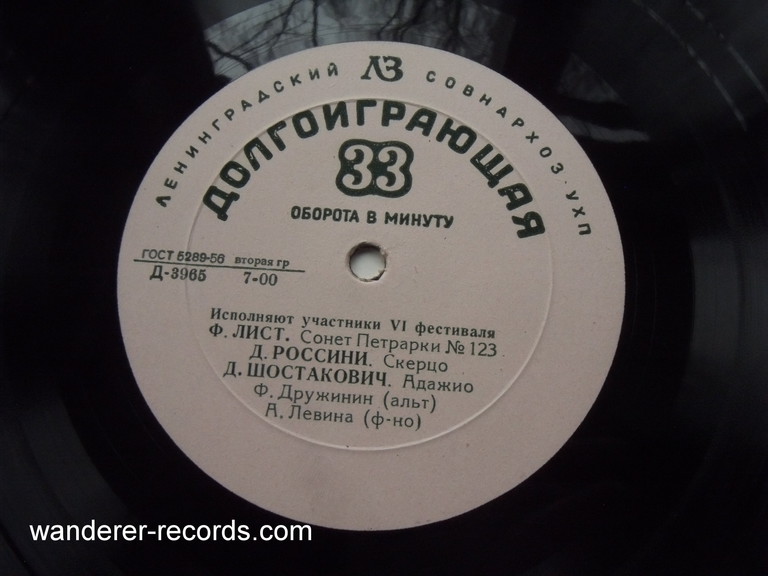 ЛЕНИНГРАДСКИЙ ЛЗ СОВНАРХОЗ·УХП
ДОЛГОИГРАЮЩАЯ
33
ОБОРОТА В МИНУТУ
ГОСТ 5289-56 вторая гр
Д-3965 7-00
Исполняют участники VI фестиваля
Ф. ЛИСТ. Сонет Петрарки № 123
Д. РОССИНИ. Скерцо
Д. ШОСТАКОВИЧ. Адажио
Ф. Дружинин (альт)
А. Левина (ф-но)
wanderer-records.com